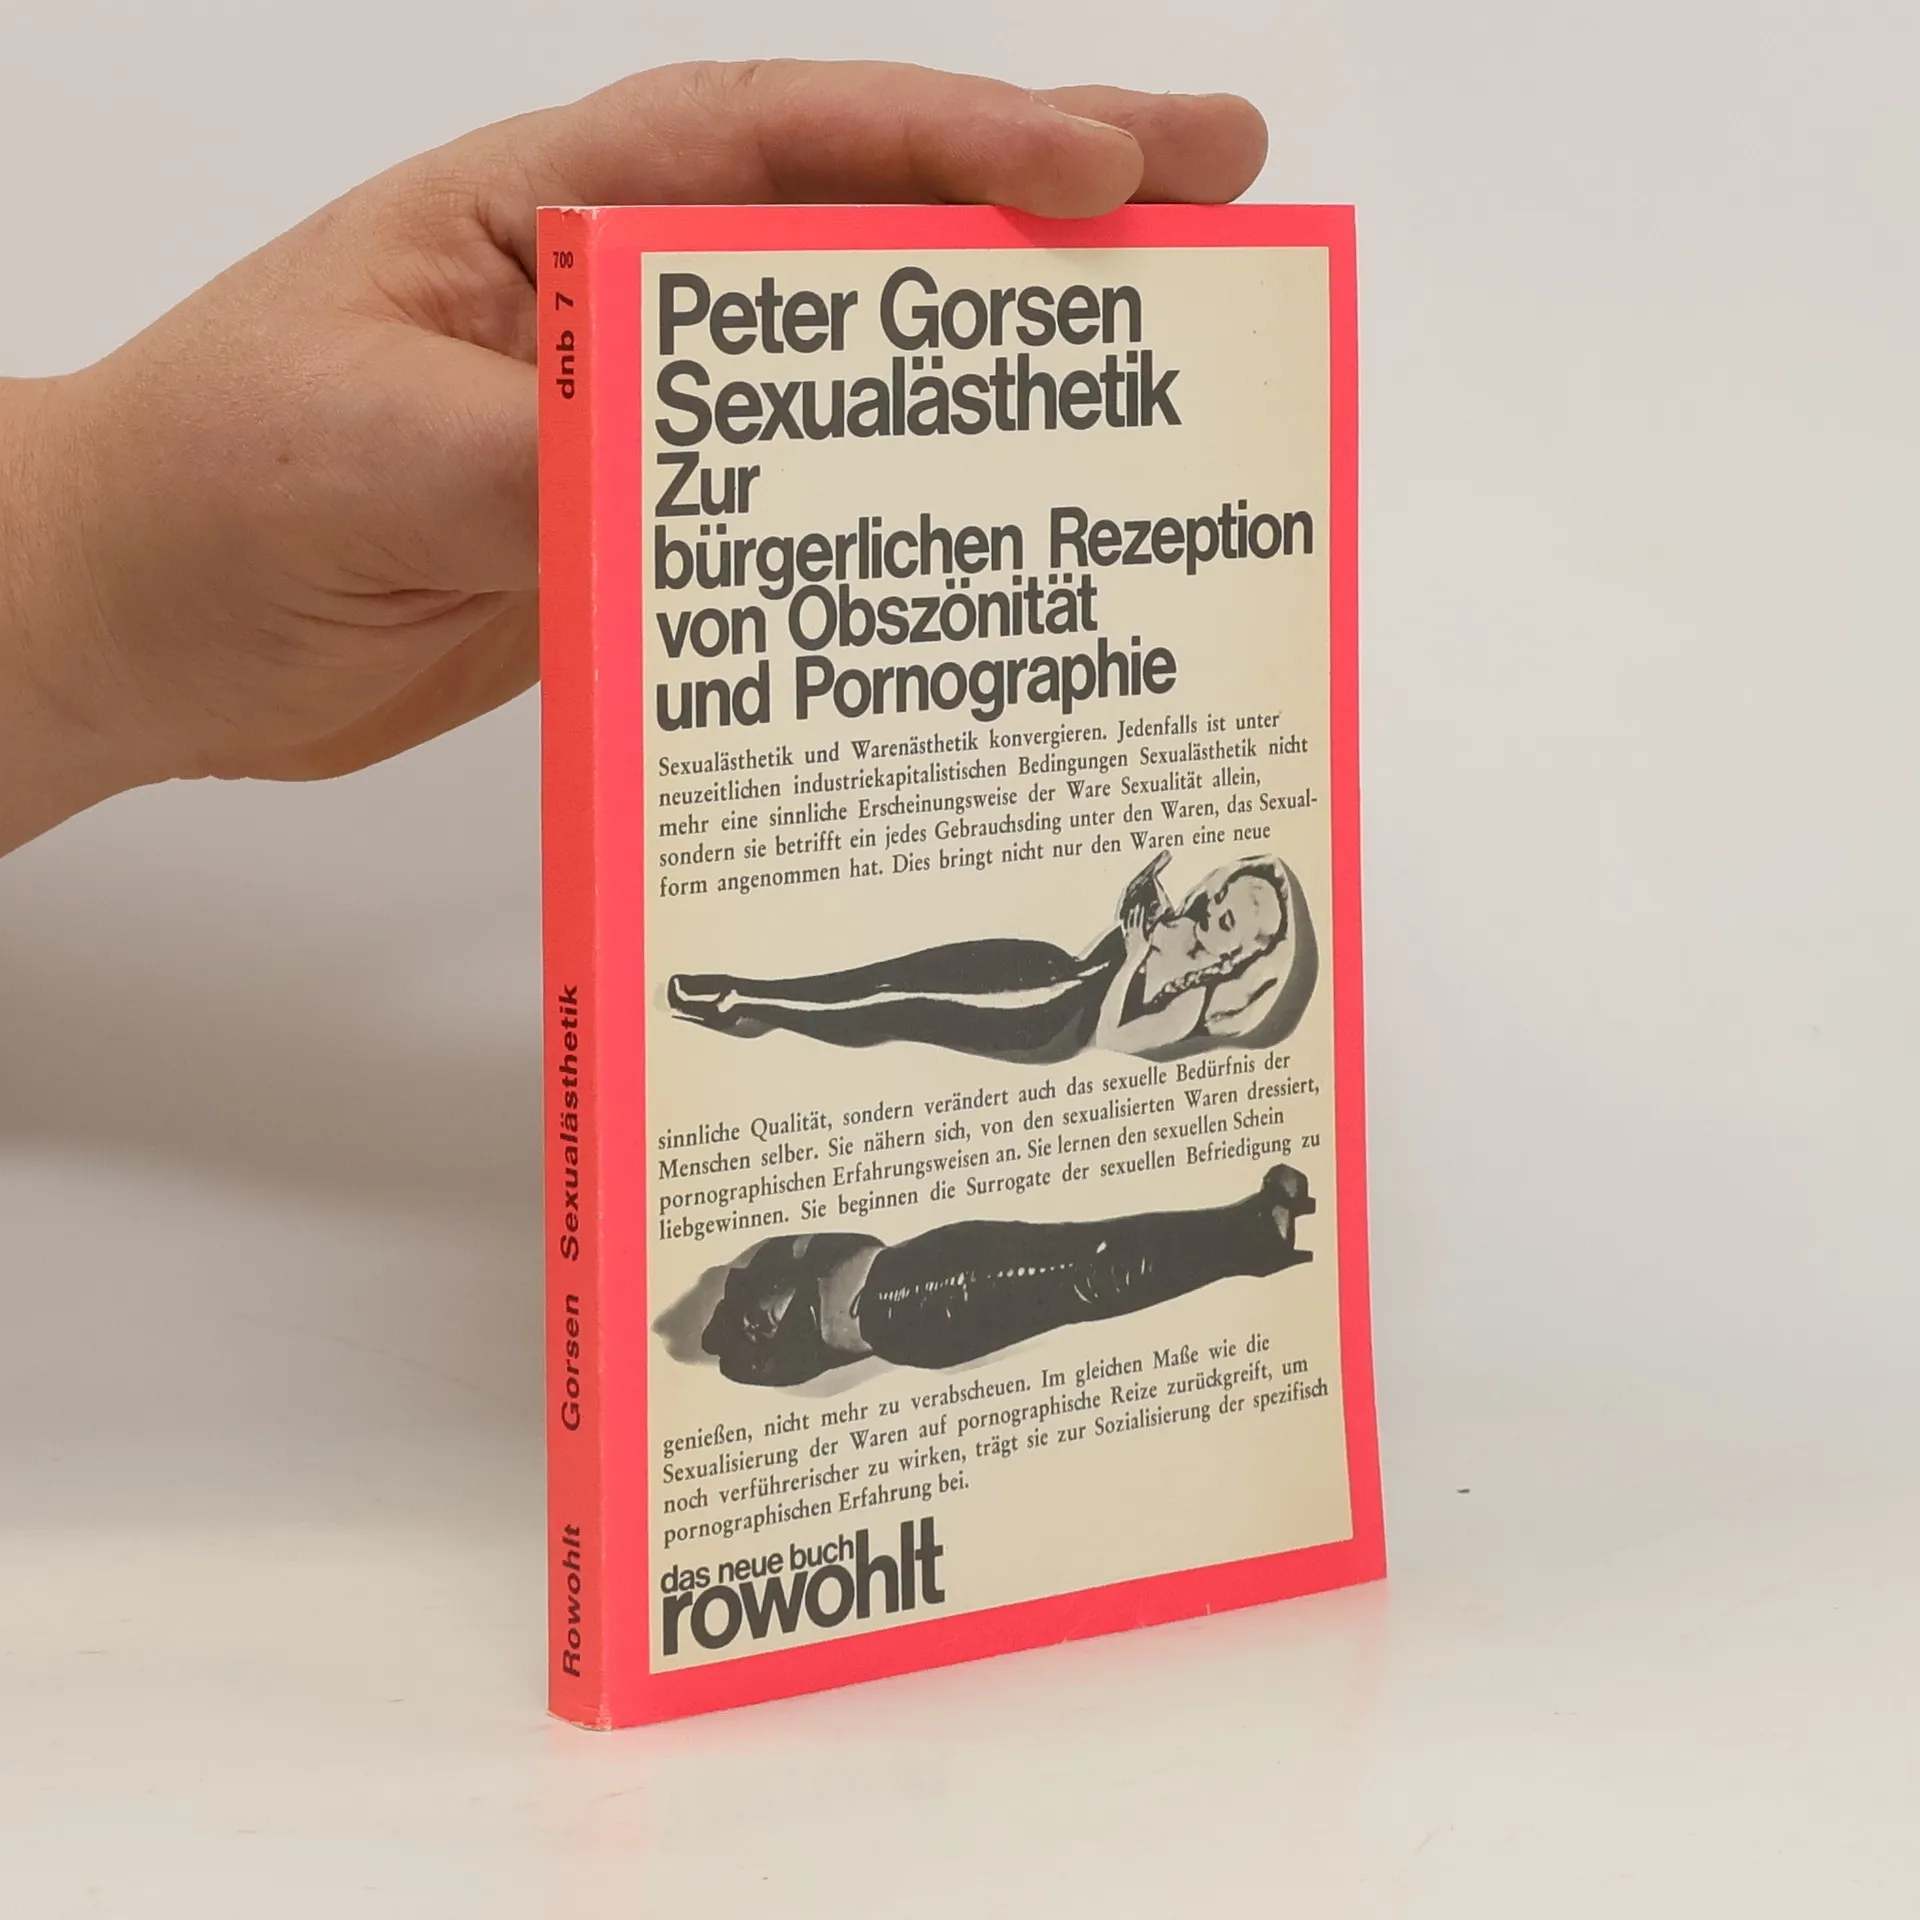 700
dnb 7
Gorsen Sexualästhetik
Rowohlt
Peter Gorsen
Sexualästhetik
Zur
bürgerlichen Rezeption
von Obszönität
und Pornographie
Sexualästhetik und Warenästhetik konvergieren. Jedenfalls ist unter
neuzeitlichen industriekapitalistischen Bedingungen Sexualästhetik nicht
mehr eine sinnliche Erscheinungsweise der Ware Sexualität allein,
sondern sie betrifft ein jedes Gebrauchsding unter den Waren, das Sexual-
form angenommen hat. Dies bringt nicht nur den Waren eine neue
sinnliche Qualität, sondern verändert auch das sexuelle Bedürfnis der
Menschen selber. Sie nähern sich, von den sexualisierten Waren dressiert,
pornographischen Erfahrungsweisen an. Sie lernen den sexuellen Schein
liebgewinnen. Sie beginnen die Surrogate der sexuellen Befriedigung zu
genießen, nicht mehr zu verabscheuen. Im gleichen Maße wie die
Sexualisierung der Waren auf pornographische Reize zurückgreift, um
noch verführerischer zu wirken, trägt sie zur Sozialisierung der spezifisch
pornographischen Erfahrung bei.
das neue buch
rowohlt